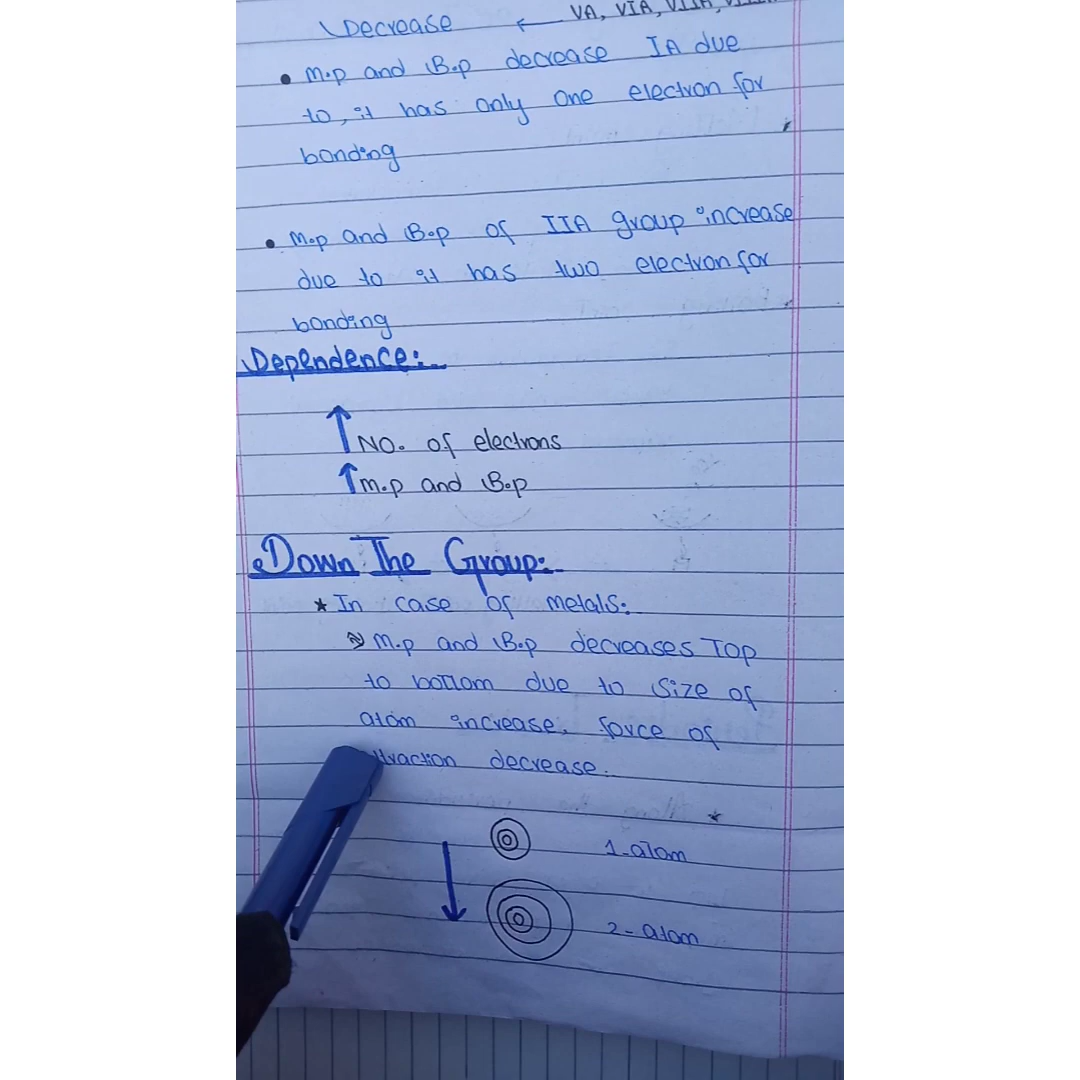 Decrease ← VA, VIA, VIIA,
• M.p and B.p decrease IA due
to, it has only one electron for
bonding
• M.p and B.p of IIA group increase
due to it has two electron for
bonding
Dependence:
↑ No. of electrons
↑ m.p and B.p
Down The Group:
* In case of metals:
M.p and B.p decreases Top
to bottom due to size of
atom increase, force of
decrease.
1-atom
2-atom